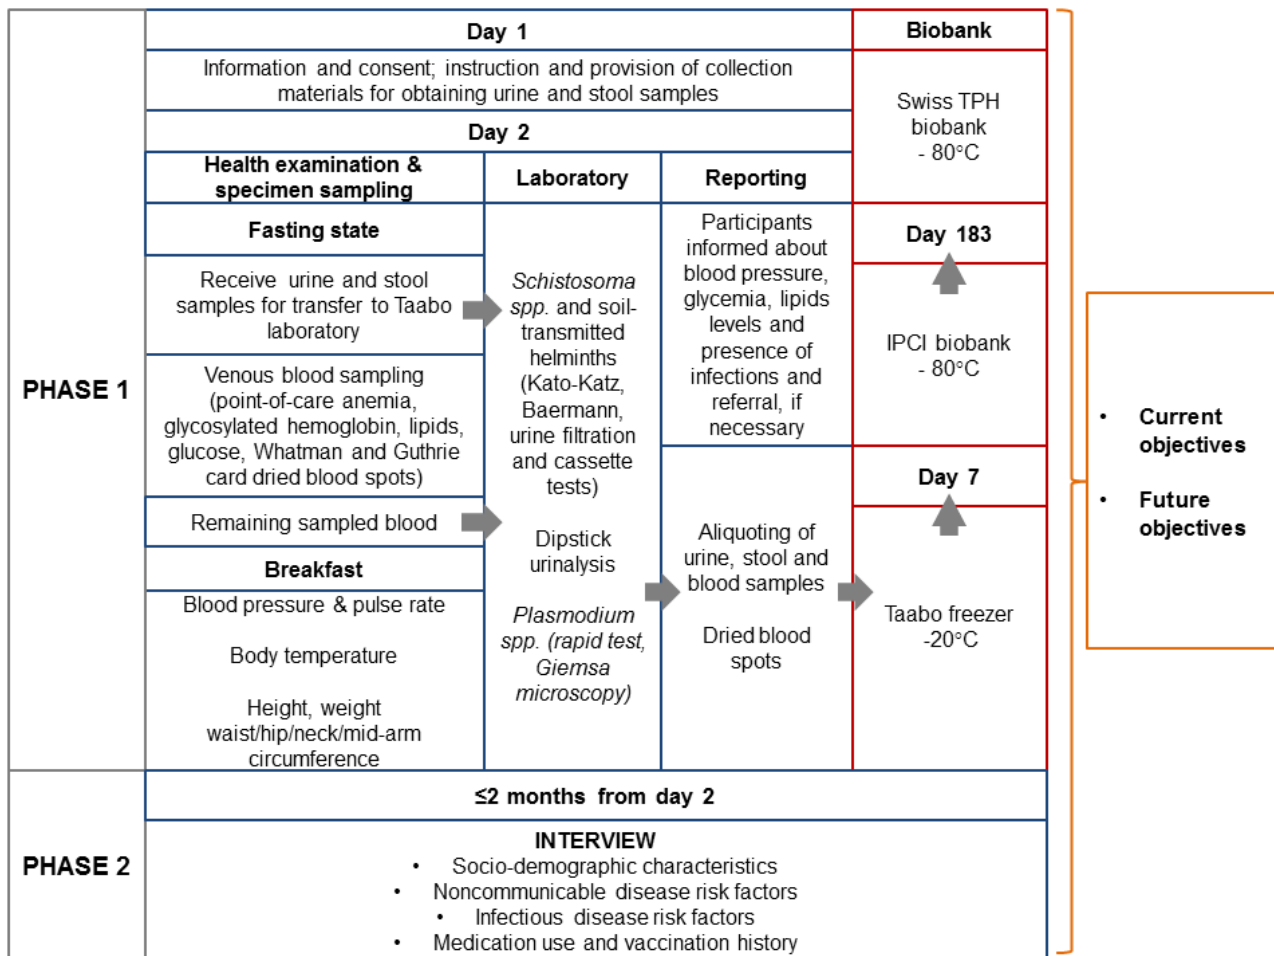 PHASE 1
Day 1
Information and consent; instruction and provision of collection
materials for obtaining urine and stool samples
Day 2
Health examination &
specimen sampling
Fasting state
Receive urine and stool
samples for transfer to Taabo
laboratory
Venous blood sampling
(point-of-care anemia,
glycosylated hemoglobin, lipids,
glucose, Whatman and Guthrie
card dried blood spots)
Remaining sampled blood
Breakfast
Blood pressure & pulse rate
Body temperature
Height, weight
waist/hip/neck/mid-arm
circumference
Laboratory
Schistosoma
spp. and soil-
transmitted
helminths
(Kato-Katz,
Baermann,
urine filtration
and cassette
tests)
Dipstick
urinalysis
Plasmodium
spp. (rapid test,
Giemsa
microscopy)
Reporting
Participants
informed about
blood pressure,
glycemia, lipids
levels and
presence of
infections and
referral, if
necessary
Aliquoting of
urine, stool and
blood samples
Dried blood
spots
Biobank
Swiss TPH
biobank
- 80°C
Day 183
IPCI biobank
- 80°C
Day 7
Taabo freezer
-20°C
PHASE 2
≤2 months from day 2
INTERVIEW
• Socio-demographic characteristics
• Noncommunicable disease risk factors
• Infectious disease risk factors
• Medication use and vaccination history
• Current
objectives
• Future
objectives